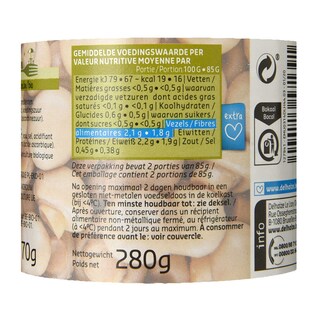 GEMIDDELDE VOEDINGSWAARDE PER
VALEUR NUTRITIVE MOYENNE PAR
Portie/Portion 100 G • 85 G
Energie kJ 79 • 67 - kcal 19 • 16 | Vetten/
Matières grasses <0,5 g • <0,5 g | waarvan
verzadigde vetzuren/ dont acides gras
saturés <0,1 g • <0,1 g | Koolhydraten/
Glucides 0,6 g • <0,5 g | waarvan suikers/
dont sucres <0,5 g • <0,5 g | Vezels/Fibres
alimentaires 2,1 g • 1,8 g | Eiwitten/
Protéines/Eiweiß 2,2 g • 1,9 g | Zout/Sel
0,45 g • 0,38 g
extra
Deze verpakking bevat 2 porties van 85 g/
Cet emballage contient 2 portions de 85 g.
Na opening maximaal 2 dagen houdbaar in een
gesloten niet-metalen voedseldoos in de koelkast
(bij <4°C). Ten minste houdbaar tot: zie deksel.
Après ouverture, conserver dans un récipient
alimentaire non-métallique fermé, au réfrigérateur
(à <4°C) pendant 2 jours au maximum. À consommer
de préférence avant le: voir couvercle.
Nettogewicht
Poids net
280g
70g
Bokaal
Bocal
Info